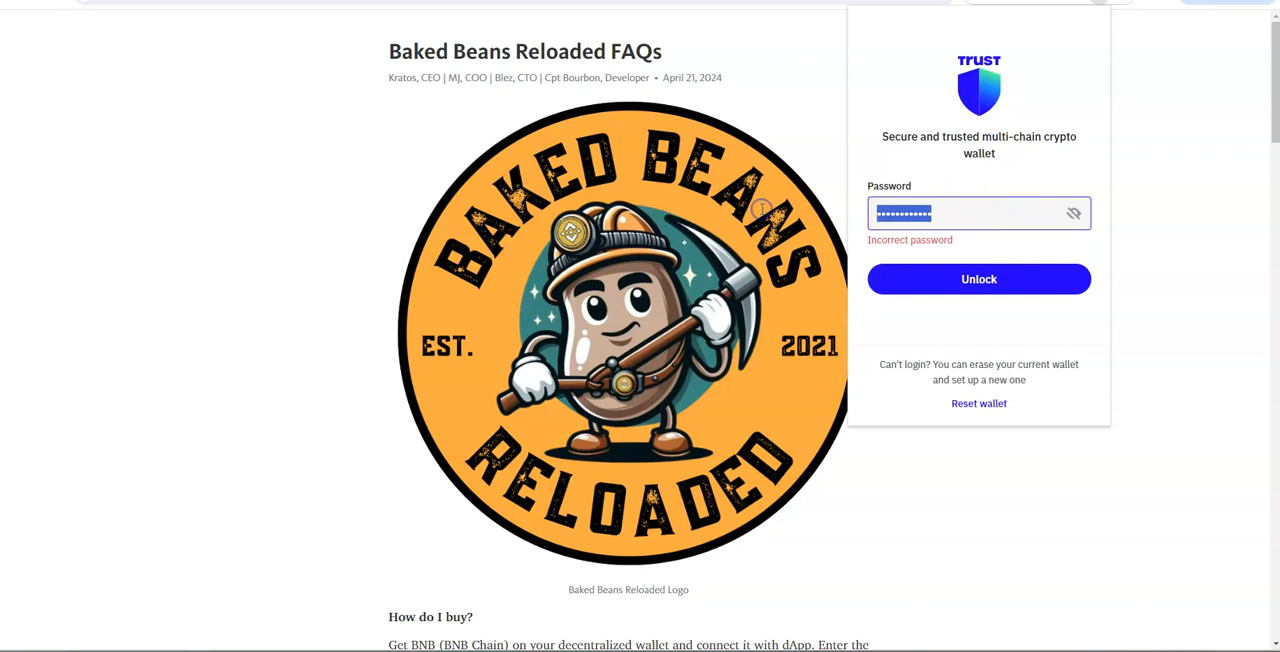 Baked Beans Reloaded FAQs
Kratos, CEO | MJ, COO | Blez, CTO | Cpt Bourbon, Developer • April 21, 2024
BAKED BEANS
EST.
2021
RELOADED
Baked Beans Reloaded Logo
How do I buy?
Get BNB (BNB Chain) on your decentralized wallet and connect it with dApp. Enter the
TRUST
Secure and trusted multi-chain crypto
wallet
Password
••••••••••••
Incorrect password
Unlock
Can't login? You can erase your current wallet
and set up a new one
Reset wallet